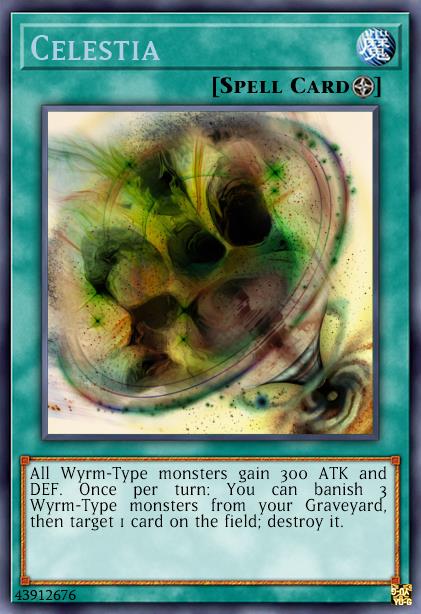 Celestia
魔
[Spell Card]
All Wyrm-Type monsters gain 300 ATK and
DEF. Once per turn: You can banish 3
Wyrm-Type monsters from your Graveyard,
then target 1 card on the field; destroy it.
43912676